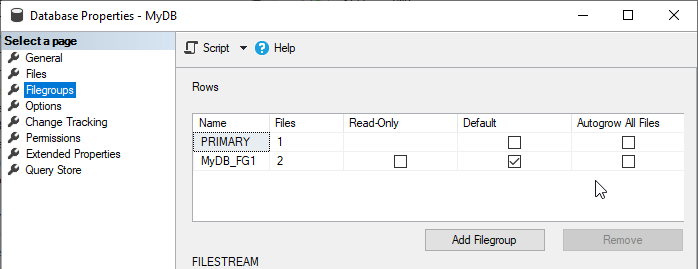 Database Properties - MyDB
Select a page
General
Files
Filegroups
Options
Change Tracking
Permissions
Extended Properties
Query Store
Script
Help
Rows
Name Files Read-Only Default Autogrow All Files
PRIMARY 1
MyDB_FG1 2
Add Filegroup Remove
FILESTREAM